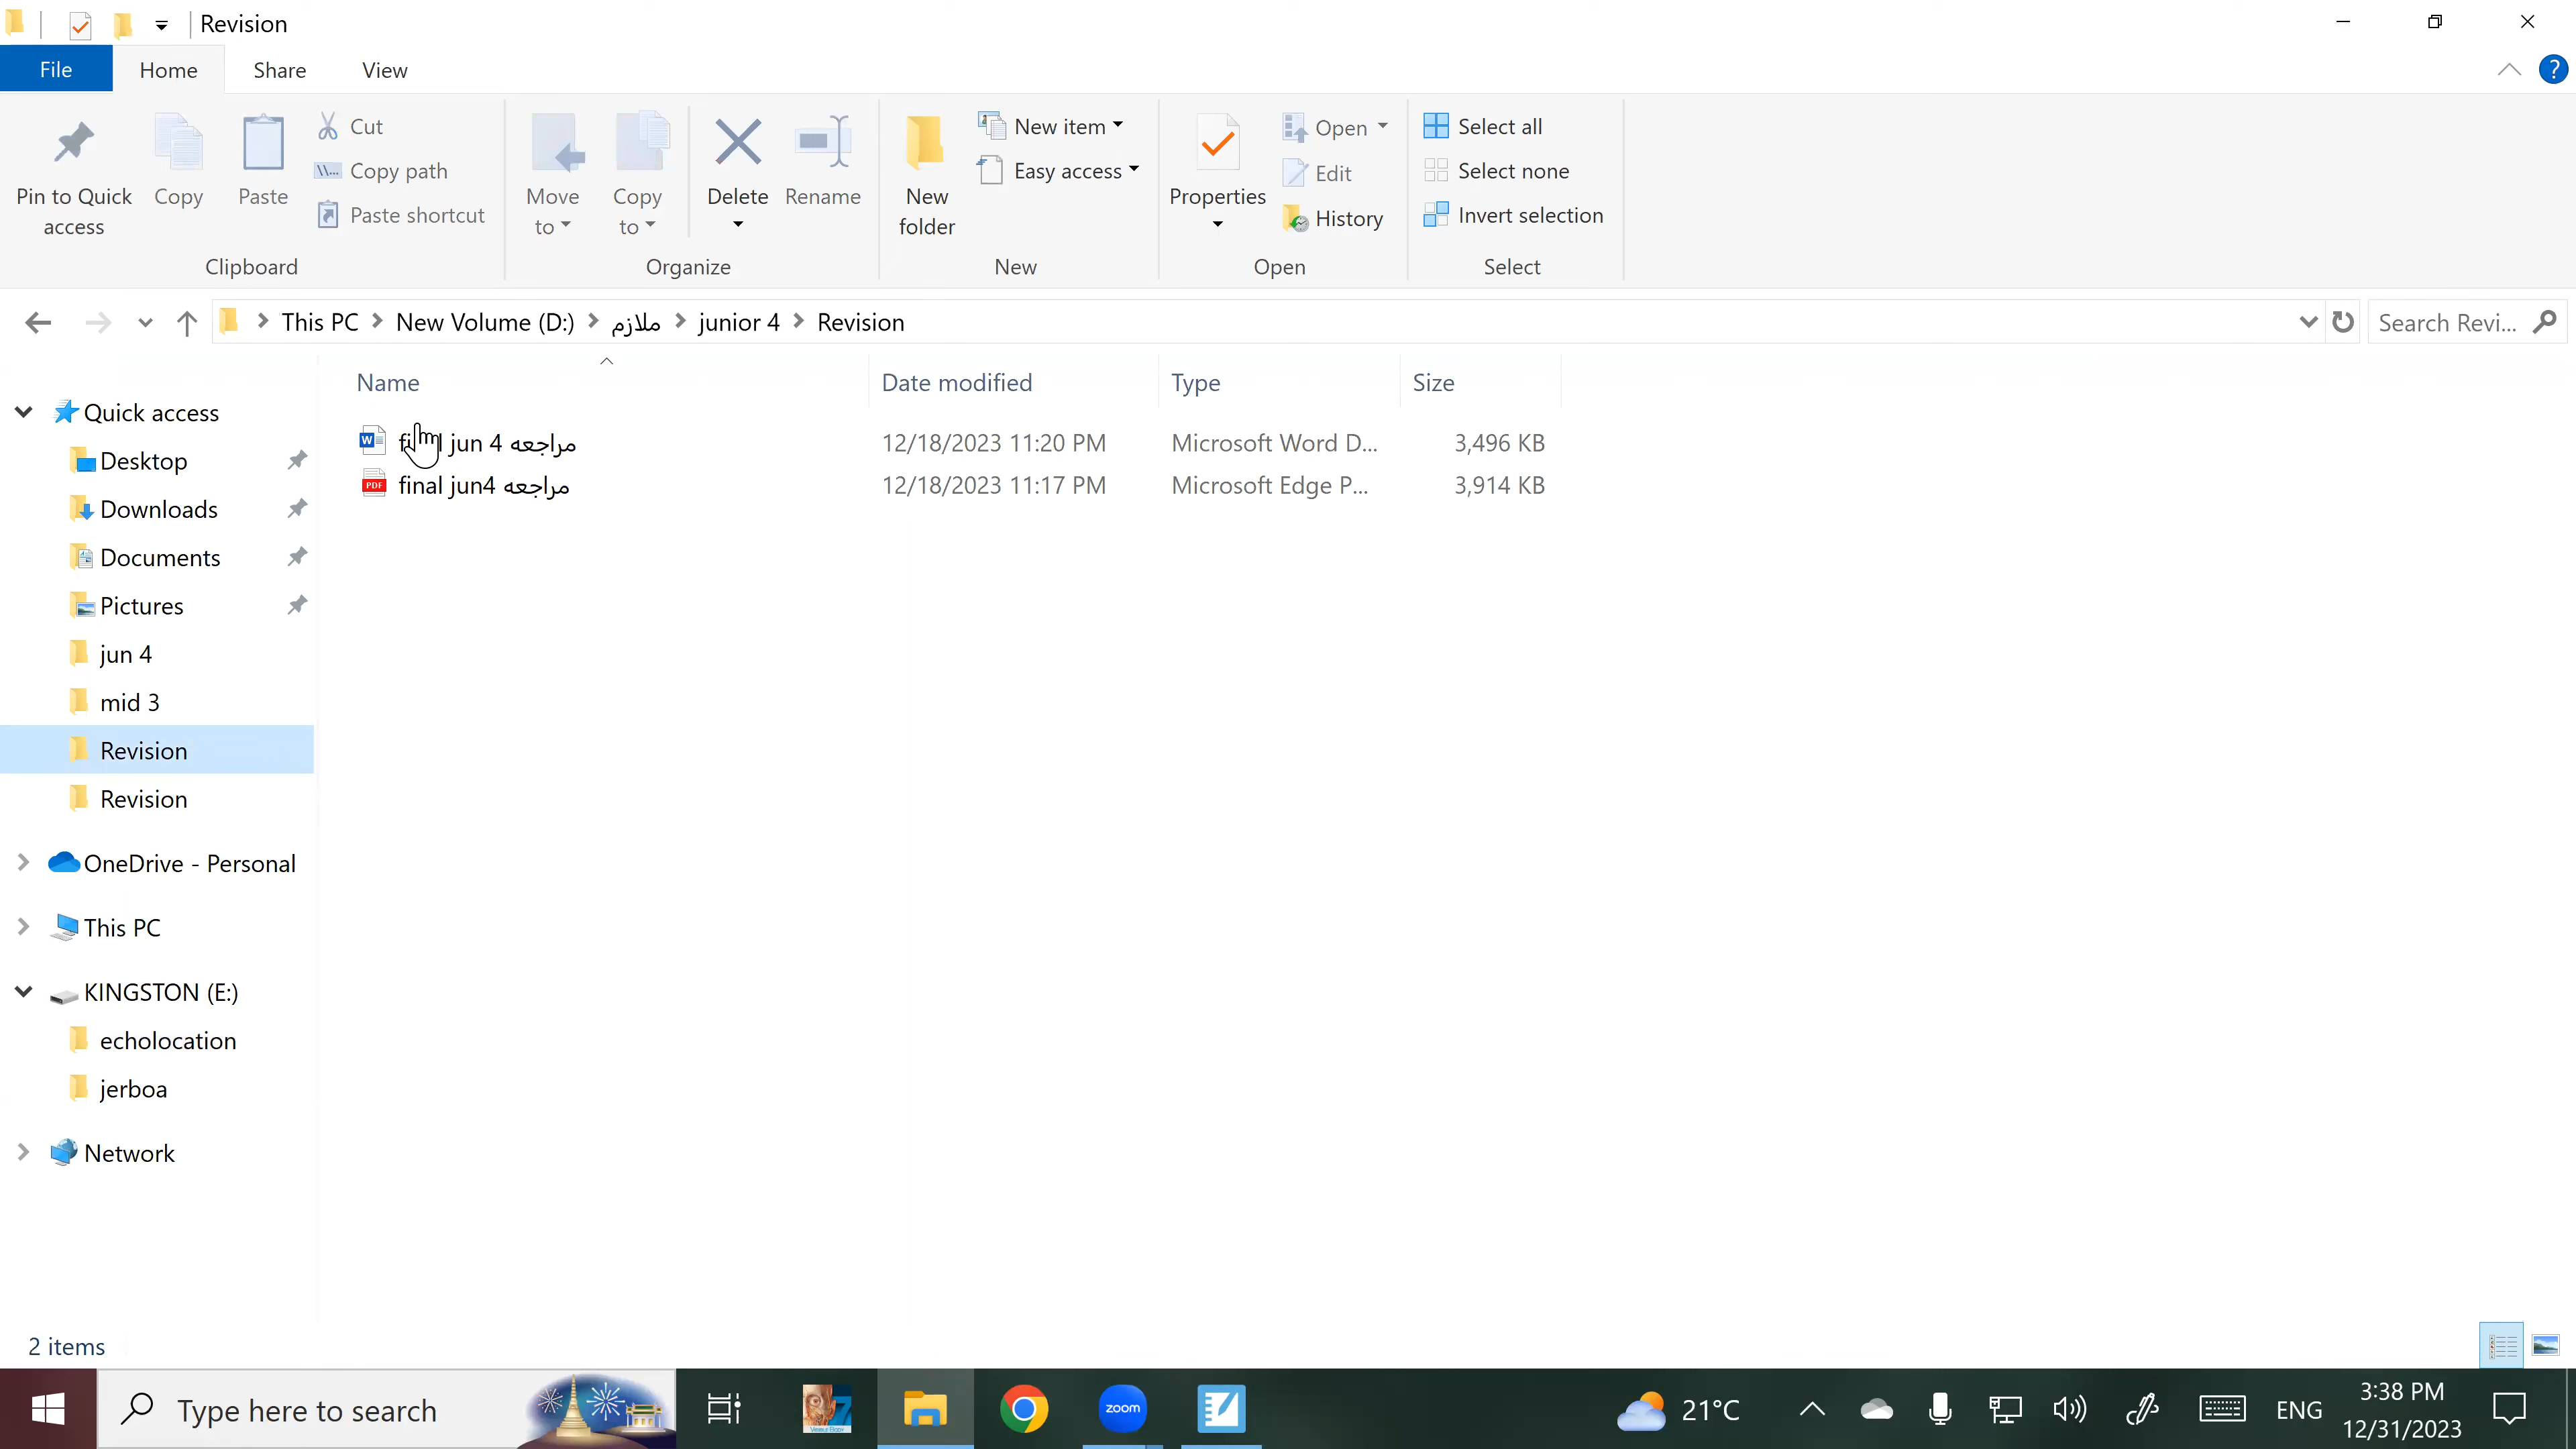 Revision
File
Home
Share
View
Pin to Quick access
Copy
Paste
Cut
Copy path
Paste shortcut
Clipboard
Move to
Copy to
Delete
Rename
Organize
New folder
New item
Easy access
New
Properties
Open
Edit
History
Open
Select all
Select none
Invert selection
Select
This PC
New Volume (D:)
ملازم
junior 4
Revision
Search Revi...
Name
Date modified
Type
Size
jun 4 مراجعه
12/18/2023 11:20 PM
Microsoft Word D...
3,496 KB
final jun4 مراجعه
12/18/2023 11:17 PM
Microsoft Edge P...
3,914 KB
Quick access
Desktop
Downloads
Documents
Pictures
jun 4
mid 3
Revision
Revision
OneDrive - Personal
This PC
KINGSTON (E:)
echolocation
jerboa
Network
2 items
Type here to search
zoom
21°C
ENG
3:38 PM
12/31/2023